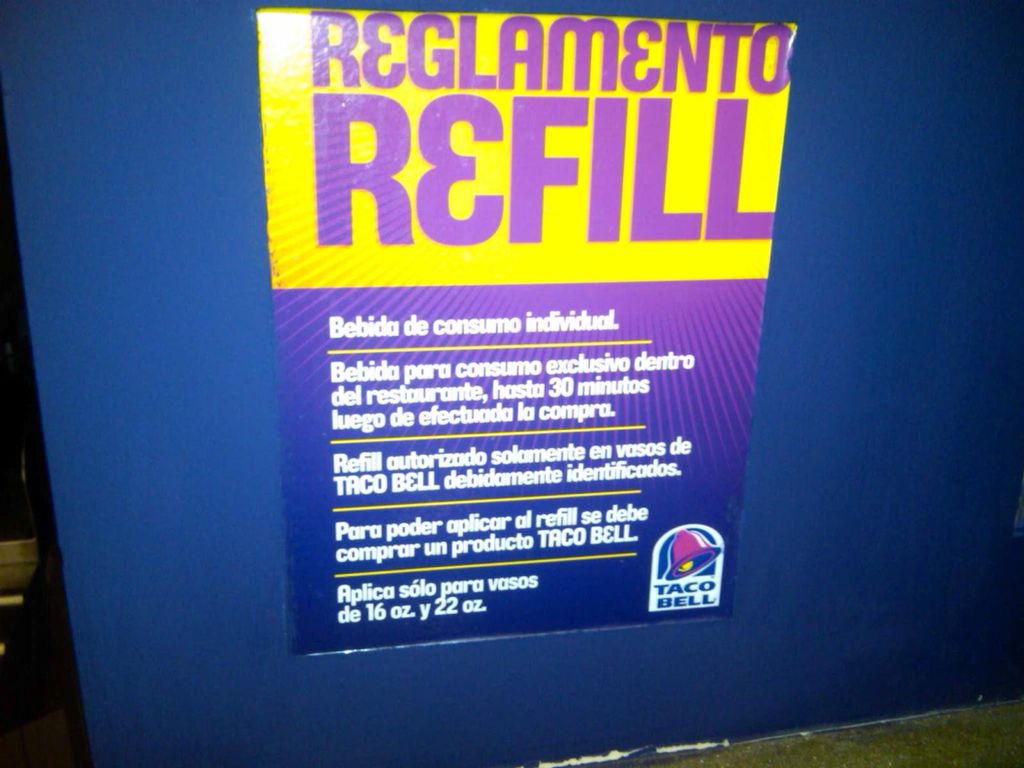 REGLAMENTO
REFILL
Bebida de consumo individual.
Bebida para consumo exclusivo dentro
del restaurante, hasta 30 minutos
luego de efectuada la compra.
Refill autorizado solamente en vasos de
TACO BELL debidamente identificados.
Para poder aplicar al refill se debe
comprar un producto TACO BELL.
Aplica sólo para vasos
de 16 oz. y 22 oz.
TACO
BELL